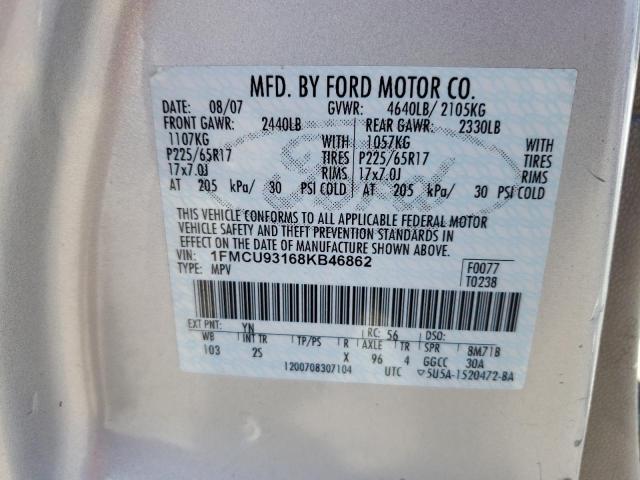 MFD. BY FORD MOTOR CO.
DATE: 08/07 GVWR: 4640LB/ 2105KG
FRONT GAWR: 2440LB REAR GAWR: 2330LB
1107KG WITH 1057KG WITH
P225/65R17 TIRES P225/65R17 TIRES
17x7.0J RIMS 17x7.0J RIMS
AT 205 kPa/ 30 PSI COLD AT 205 kPa/ 30 PSI COLD
Ford
THIS VEHICLE CONFORMS TO ALL APPLICABLE FEDERAL MOTOR
VEHICLE SAFETY AND THEFT PREVENTION STANDARDS IN
EFFECT ON THE DATE OF MANUFACTURE SHOWN ABOVE.
VIN: 1FMCU93168KB46862 F0077
TYPE: MPV T0238
EXT PNT: YN RC: 56 DSO:
WB INT TR TP/PS R AXLE TR SPR 8M71B
103 2S X 96 4 GGCC 30A
1200708307104 UTC ▽5U5A-1520472-BA